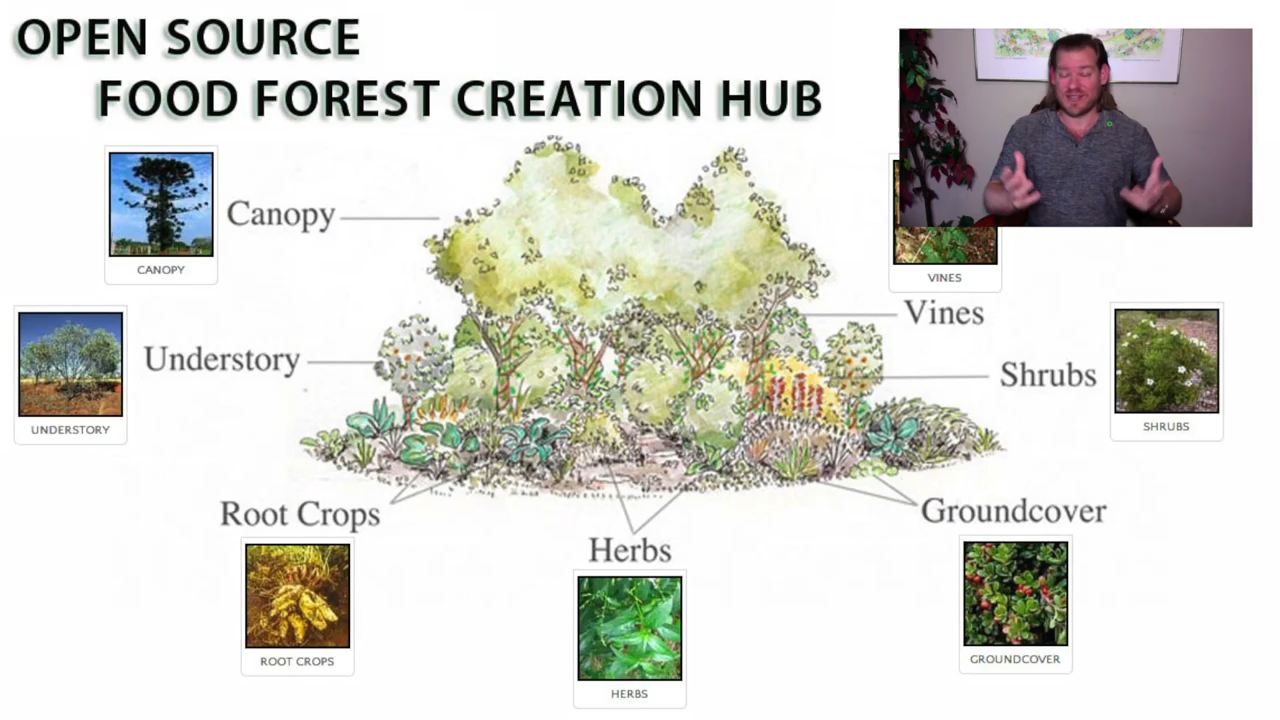 OPEN SOURCE
FOOD FOREST CREATION HUB
Canopy
CANOPY
VINES
Vines
Understory
UNDERSTORY
Shrubs
SHRUBS
Root Crops
ROOT CROPS
Herbs
HERBS
Groundcover
GROUNDCOVER